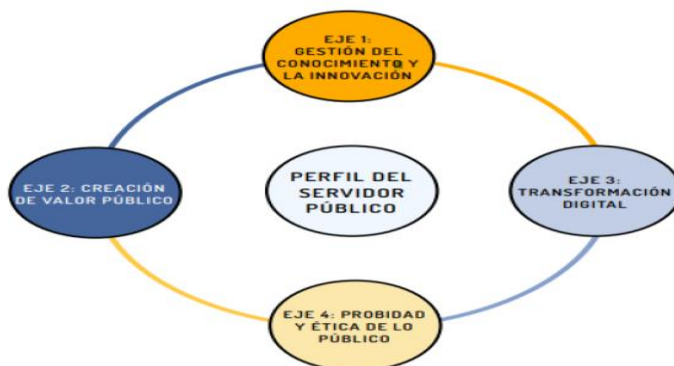 EJE 1:
GESTIÓN DEL
CONOCIMIENTO Y
LA INNOVACIÓN
EJE 2: CREACIÓN
DE VALOR PÚBLICO
PERFIL DEL
SERVIDOR
PÚBLICO
EJE 3:
TRANSFORMACIÓN
DIGITAL
EJE 4: PROBIDAD
Y ÉTICA DE LO
PÚBLICO